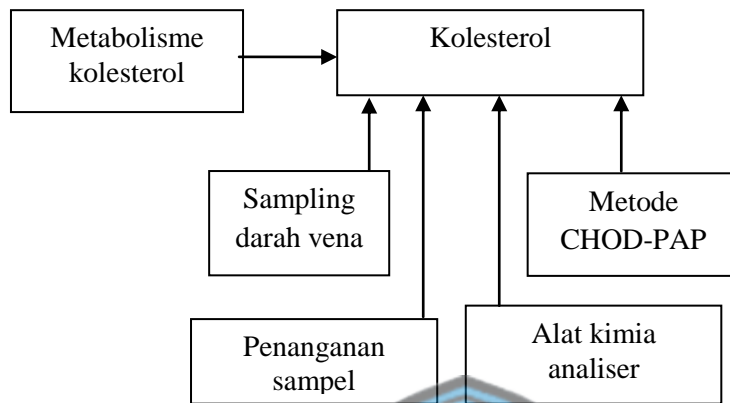 Metabolisme
kolesterol
Kolesterol
Sampling
darah vena
Metode
CHOD-PAP
Penanganan
sampel
Alat kimia
analiser